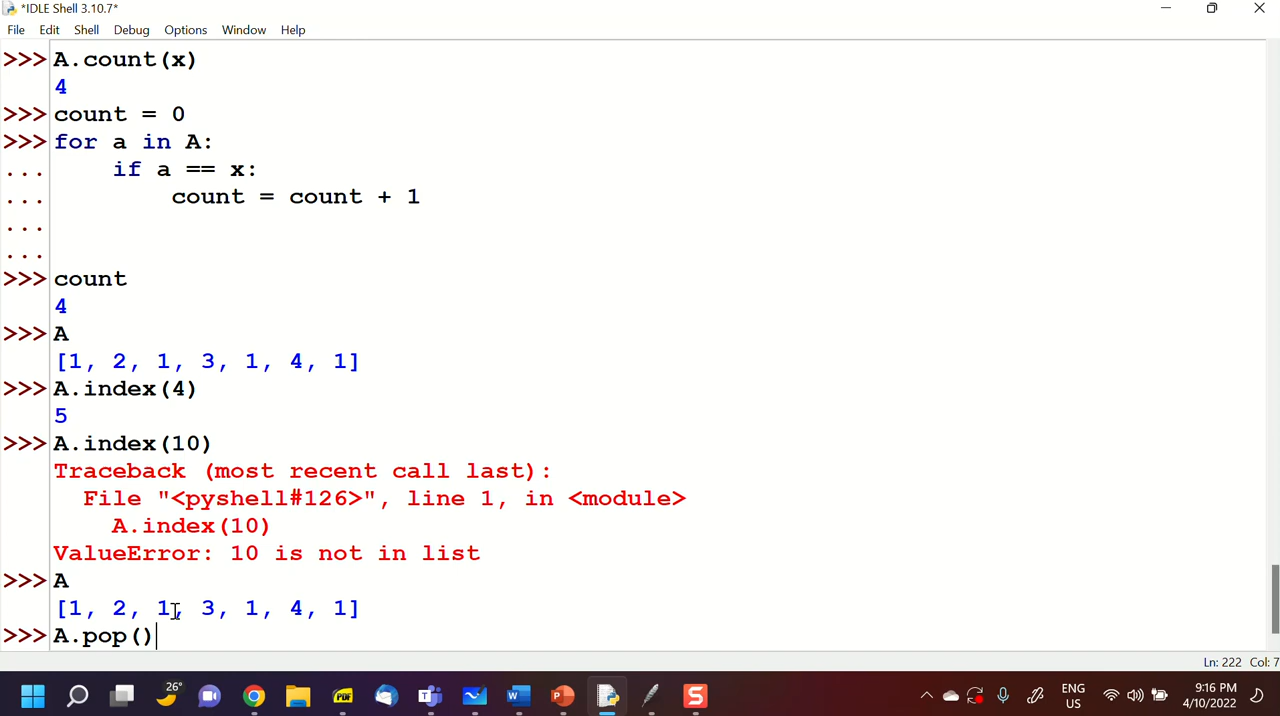 *IDLE Shell 3.10.7*
File Edit Shell Debug Options Window Help
>>> A.count(x)
4
>>> count = 0
>>> for a in A:
... if a == x:
... count = count + 1
...
...
>>> count
4
>>> A
[1, 2, 1, 3, 1, 4, 1]
>>> A.index(4)
5
>>> A.index(10)
Traceback (most recent call last):
File "<pyshell#126>", line 1, in <module>
A.index(10)
ValueError: 10 is not in list
>>> A
[1, 2, 1, 3, 1, 4, 1]
>>> A.pop()
Ln: 222 Col: 7
26°
PDF
ENG
US
9:16 PM
4/10/2022